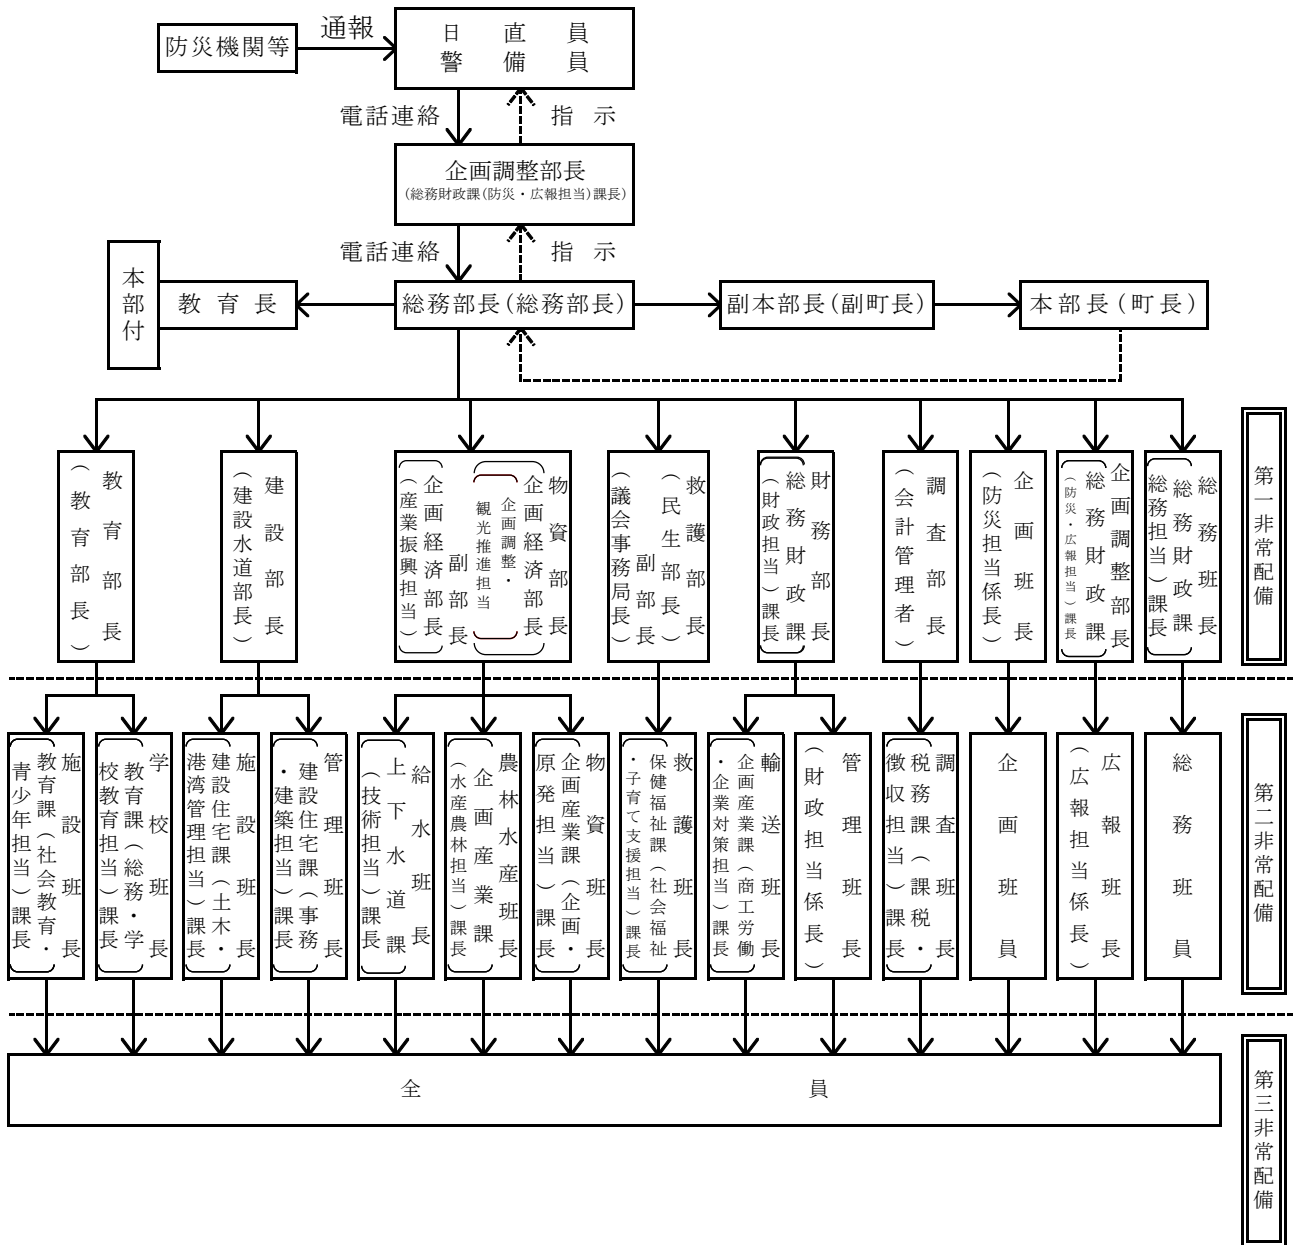 防災機関等
通報
日直員
警備員
電話連絡
指示
企画調整部長
(総務財政課(防災・広報担当)課長)
電話連絡
指示
本部付
教育長
総務部長(総務部長)
副本部長(副町長)
本部長(町長)
第一非常配備
総務班長
総務財政課
総務担当)課長
企画調整部長
総務財政課
(防災・広報担当)課長
企画班長
(防災担当係長)
調査部長
(会計管理者)
財務部長
総務財政課
(財政担当)課長
救護部長
(民生部長)
副部長
(議会事務局長)
物資部長
企画経済部長
企画調整・
観光推進担当
副部長
企画経済部長
(産業振興担当)
建設部長
(建設水道部長)
教育部長
(教育部長)
第二非常配備
総務班員
広報班長
(広報担当係長)
企画班員
調査班長
税務課(課税・
徴収担当)課長
管理班長
(財政担当係長)
輸送班長
企画産業課(商工労働
・企業対策担当)課長
救護班長
保健福祉課(社会福祉
・子育て支援担当)課長
物資班長
企画産業課(企画・
原発担当)課長
農林水産班長
企画産業課
(水産農林担当)課長
給水班長
上下水道課
(技術担当)課長
管理班長
建設住宅課(事務
・建築担当)課長
施設班長
建設住宅課(土木・
港湾管理担当)課長
学校班長
教育課(総務・学
校教育担当)課長
施設班長
教育課(社会教育・
青少年担当)課長
第三非常配備
全員